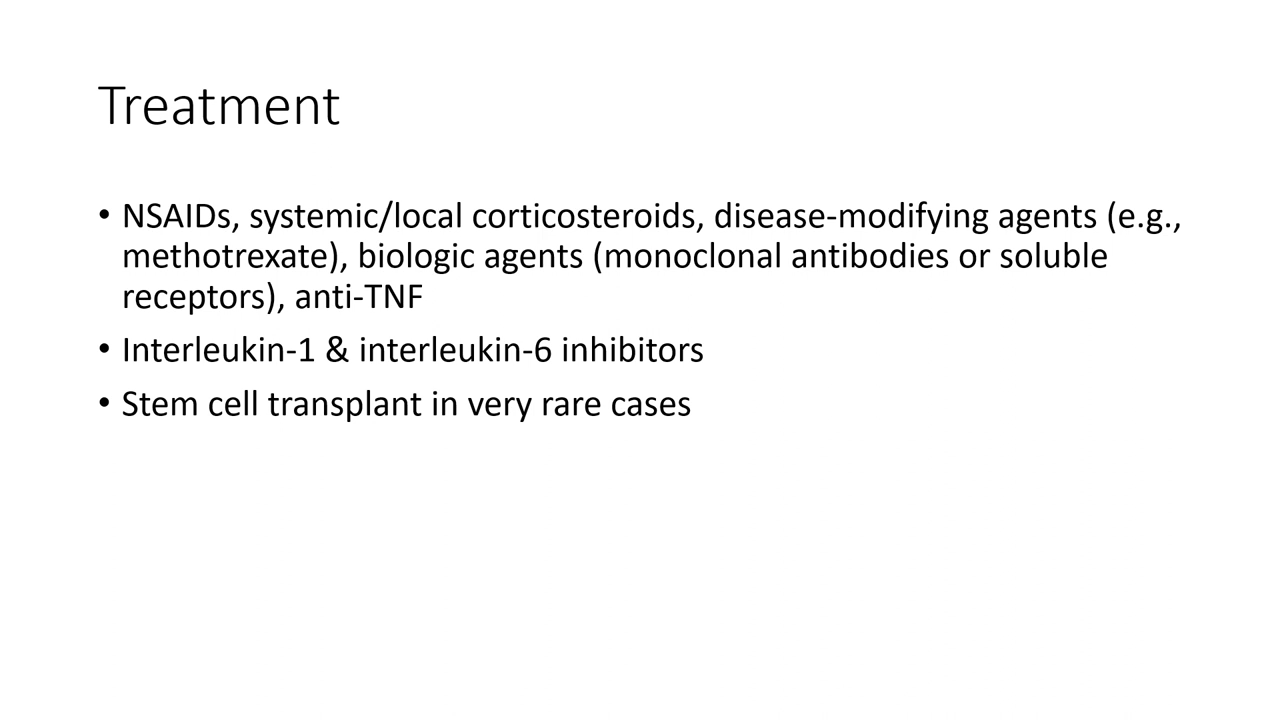 Treatment
• NSAIDs, systemic/local corticosteroids, disease-modifying agents (e.g.,
methotrexate), biologic agents (monoclonal antibodies or soluble
receptors), anti-TNF
• Interleukin-1 & interleukin-6 inhibitors
• Stem cell transplant in very rare cases